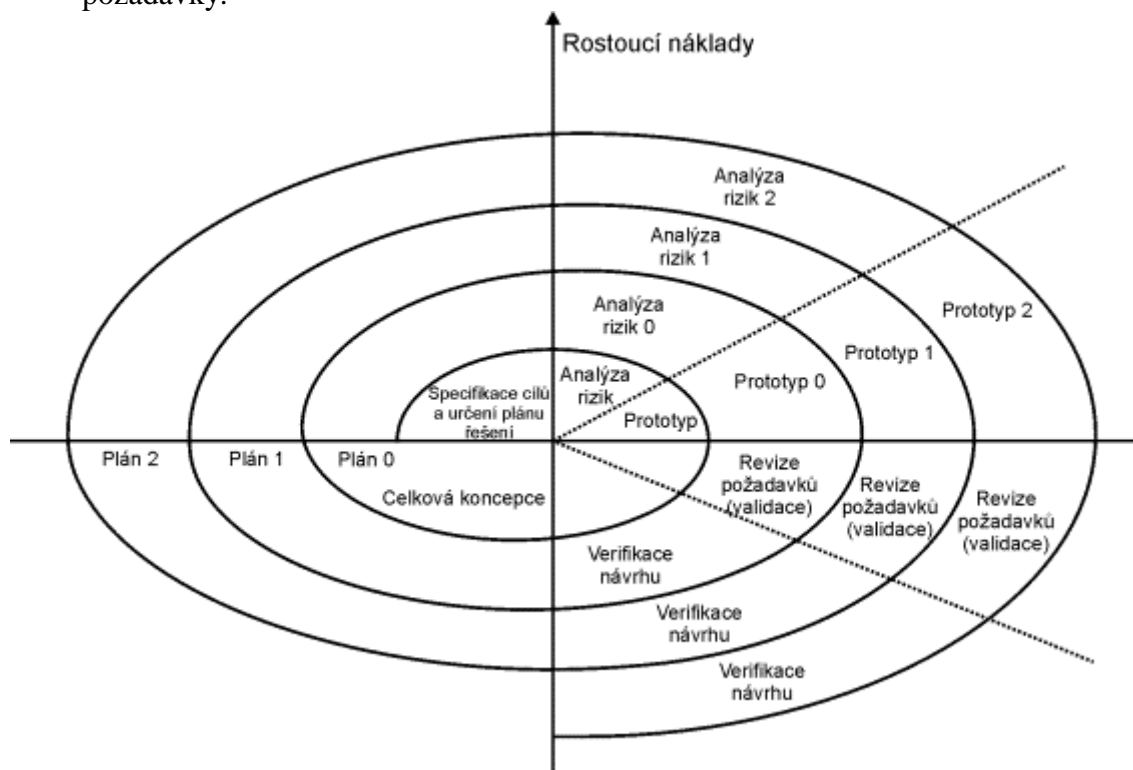 požadavky.
Rostoucí náklady
Analýza
rizik 2
Analýza
rizik 1
Analýza
rizik 0
Prototyp 2
Prototyp 1
Prototyp 0
Analýza
rizik
Specifikace cílů
a určení plánu
řešení
Prototyp
Plán 2
Plán 1
Plán 0
Celková koncepce
Revize
požadavků
(validace)
Revize
požadavků
(validace)
Revize
požadavků
(validace)
Verifikace
návrhu
Verifikace
návrhu
Verifikace
návrhu